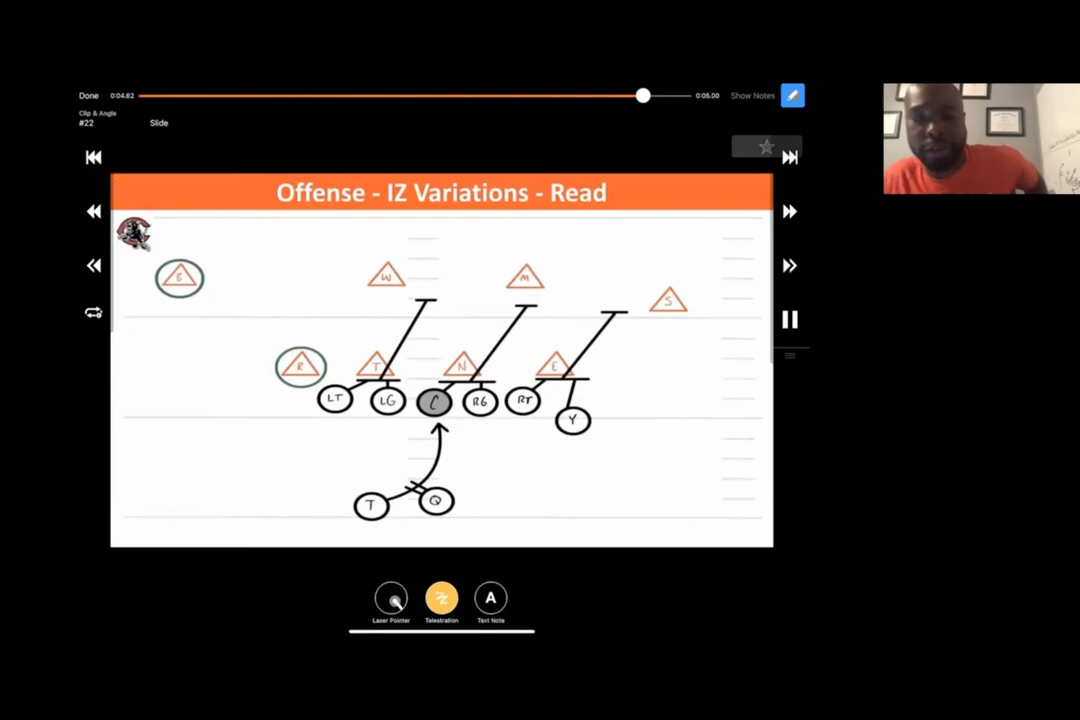 Done 0:04.62 0:05.00 Show Notes
Clip & Angle
#22 Slide
Offense - IZ Variations - Read
B W M S
R T N E
LT LG C RG RT Y
T Q
Z
A
Laser Pointer Telestration Text Note